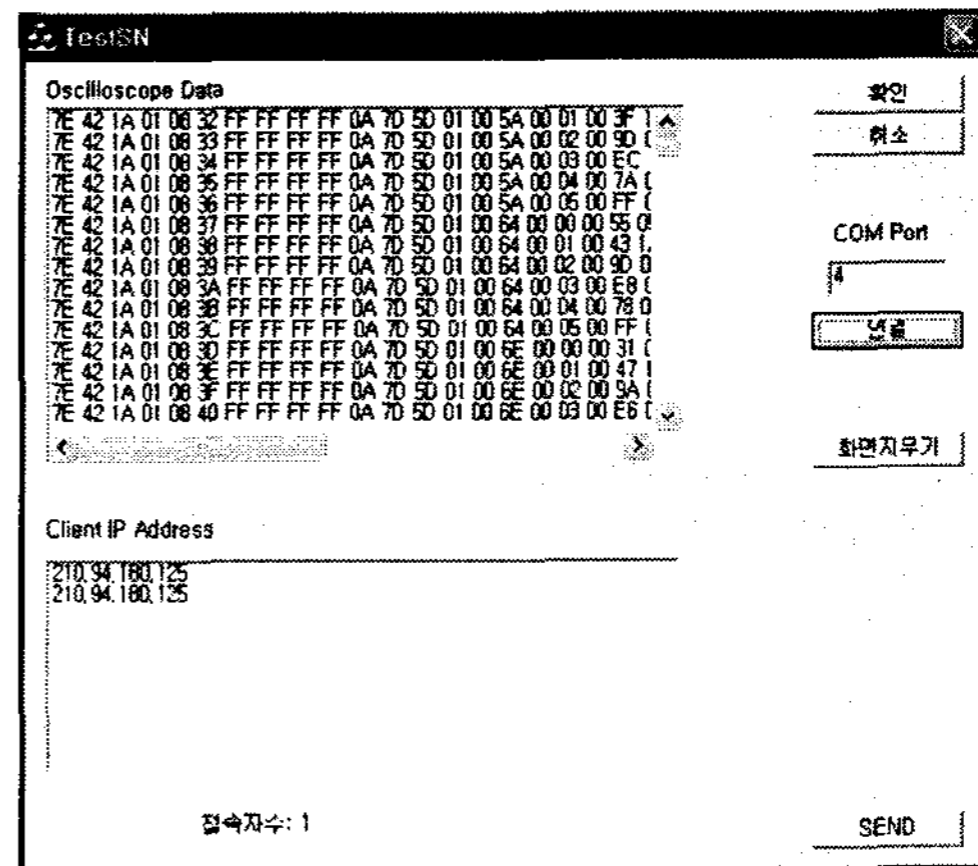 TestSN
Oscilloscope Data
7E 42 1A 01 08 32 FF FF FF FF 0A 7D 5D 01 00 5A 00 01 00 3F
7E 42 1A 01 08 33 FF FF FF FF 0A 7D 5D 01 00 5A 00 02 00 9D
7E 42 1A 01 08 34 FF FF FF FF 0A 7D 5D 01 00 5A 00 03 00 EC
7E 42 1A 01 08 35 FF FF FF FF 0A 7D 5D 01 00 5A 00 04 00 7A
7E 42 1A 01 08 36 FF FF FF FF 0A 7D 5D 01 00 5A 00 05 00 FF
7E 42 1A 01 08 37 FF FF FF FF 0A 7D 5D 01 00 64 00 00 00 55
7E 42 1A 01 08 38 FF FF FF FF 0A 7D 5D 01 00 64 00 01 00 43
7E 42 1A 01 08 39 FF FF FF FF 0A 7D 5D 01 00 64 00 02 00 9D
7E 42 1A 01 08 3A FF FF FF FF 0A 7D 5D 01 00 64 00 03 00 E8
7E 42 1A 01 08 3B FF FF FF FF 0A 7D 5D 01 00 64 00 04 00 78
7E 42 1A 01 08 3C FF FF FF FF 0A 7D 5D 01 00 64 00 05 00 FF
7E 42 1A 01 08 3D FF FF FF FF 0A 7D 5D 01 00 6E 00 00 00 31
7E 42 1A 01 08 3E FF FF FF FF 0A 7D 5D 01 00 6E 00 01 00 47
7E 42 1A 01 08 3F FF FF FF FF 0A 7D 5D 01 00 6E 00 02 00 9A
7E 42 1A 01 08 40 FF FF FF FF 0A 7D 5D 01 00 6E 00 03 00 E6
확인
취소
COM Port
4
연결
화면지우기
Client IP Address
210.94.180.125
210.94.180.125
접속자수: 1
SEND